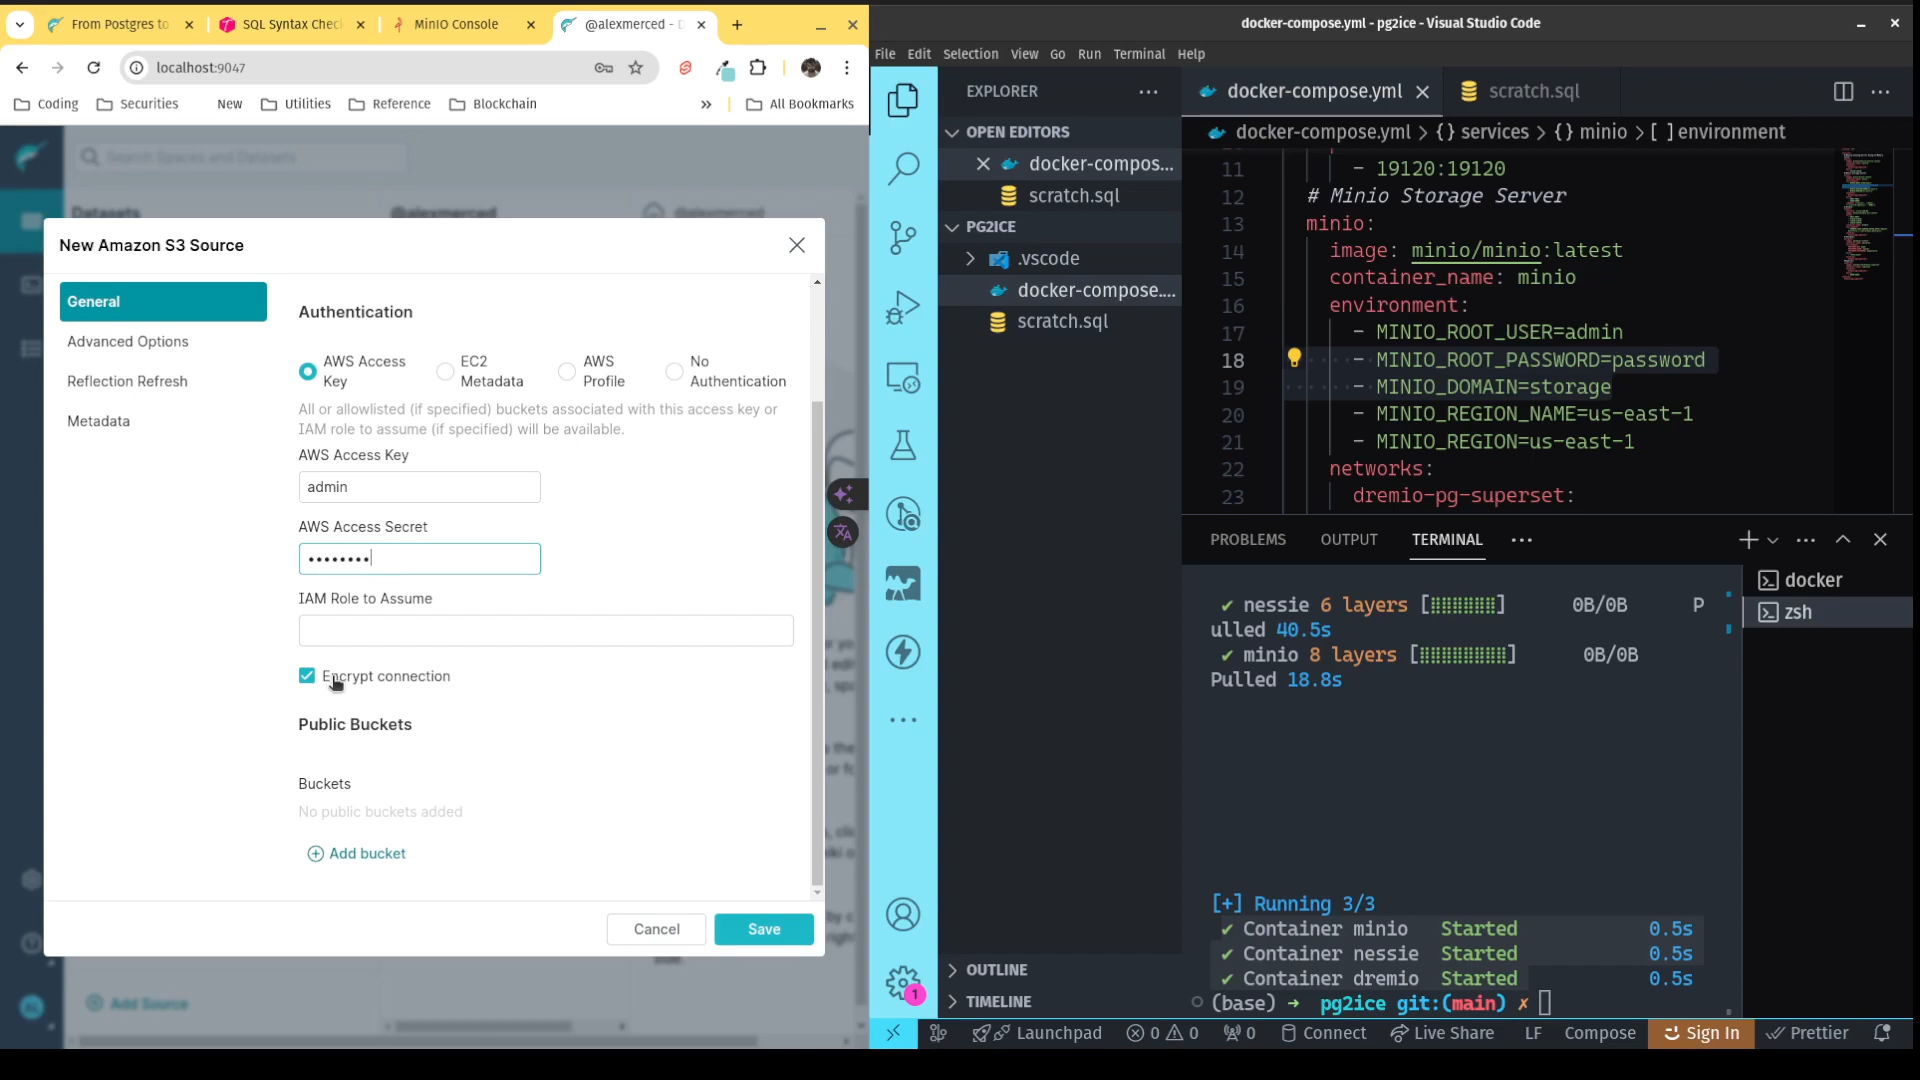 From Postgres to
SQL Syntax Chec
MinIO Console
@alexmerced - D
localhost:9047
Coding
Securities
New
Utilities
Reference
Blockchain
»
All Bookmarks
Search Spaces and Datasets
Datasets
@alexmerced
@alexmerced
New Amazon S3 Source
General
Advanced Options
Reflection Refresh
Metadata
Authentication
AWS Access Key
EC2 Metadata
AWS Profile
No Authentication
All or allowlisted (if specified) buckets associated with this access key or
IAM role to assume (if specified) will be available.
AWS Access Key
admin
AWS Access Secret
••••••••
IAM Role to Assume
Encrypt connection
Public Buckets
Buckets
No public buckets added
Add bucket
Cancel
Save
Add Source
docker-compose.yml - pg2ice - Visual Studio Code
File Edit Selection View Go Run Terminal Help
EXPLORER
OPEN EDITORS
docker-compos...
scratch.sql
PG2ICE
.vscode
docker-compose....
scratch.sql
OUTLINE
TIMELINE
docker-compose.yml
scratch.sql
docker-compose.yml > {} services > {} minio > [ ] environment
11 - 19120:19120
12 # Minio Storage Server
13 minio:
14 image: minio/minio:latest
15 container_name: minio
16 environment:
17 - MINIO_ROOT_USER=admin
18 - MINIO_ROOT_PASSWORD=password
19 - MINIO_DOMAIN=storage
20 - MINIO_REGION_NAME=us-east-1
21 - MINIO_REGION=us-east-1
22 networks:
23 dremio-pg-superset:
PROBLEMS OUTPUT TERMINAL
docker
zsh
✔ nessie 6 layers [⣿⣿⣿⣿⣿⣿] 0B/0B P
ulled 40.5s
✔ minio 8 layers [⣿⣿⣿⣿⣿⣿⣿⣿] 0B/0B
Pulled 18.8s
[+] Running 3/3
✔ Container minio Started 0.5s
✔ Container nessie Started 0.5s
✔ Container dremio Started 0.5s
(base) → pg2ice git:(main) ✗
1
Launchpad
0
0
0
Connect
Live Share
LF
Compose
Sign In
Prettier